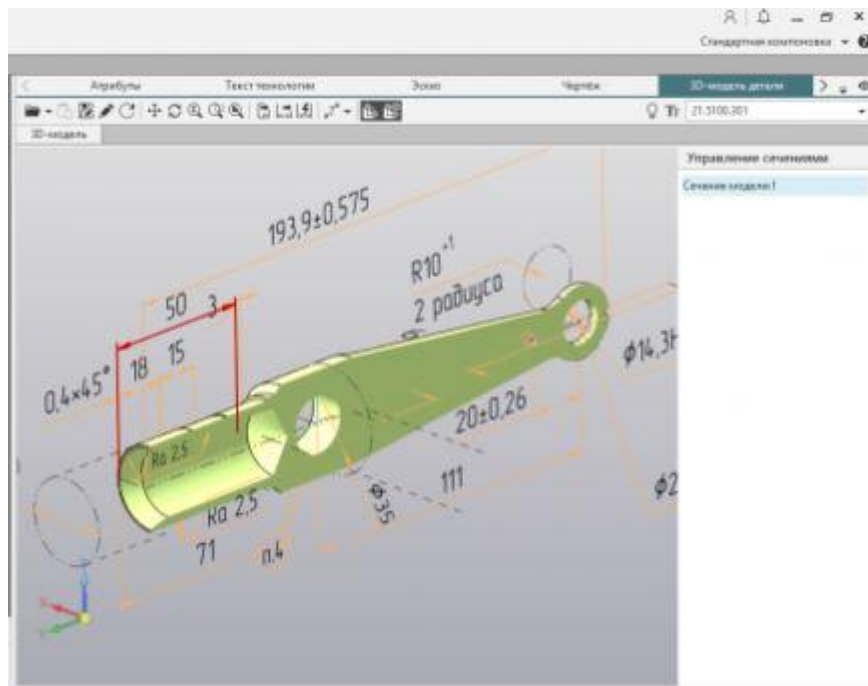 Стандартная компоновка
Атрибуты Текст технологии Эскиз Чертёж 3D-модель детали
21.5100.301
3D-модель
Управление сечениями
Сечение модели:1
193,9±0,575
R10⁺¹
2 радиуса
50 3
18 15
0,4×45°
Ra 2,5
Ra 2,5
71
п.4
Ф35
111
20±0,26
Ф14,3H
Ф2